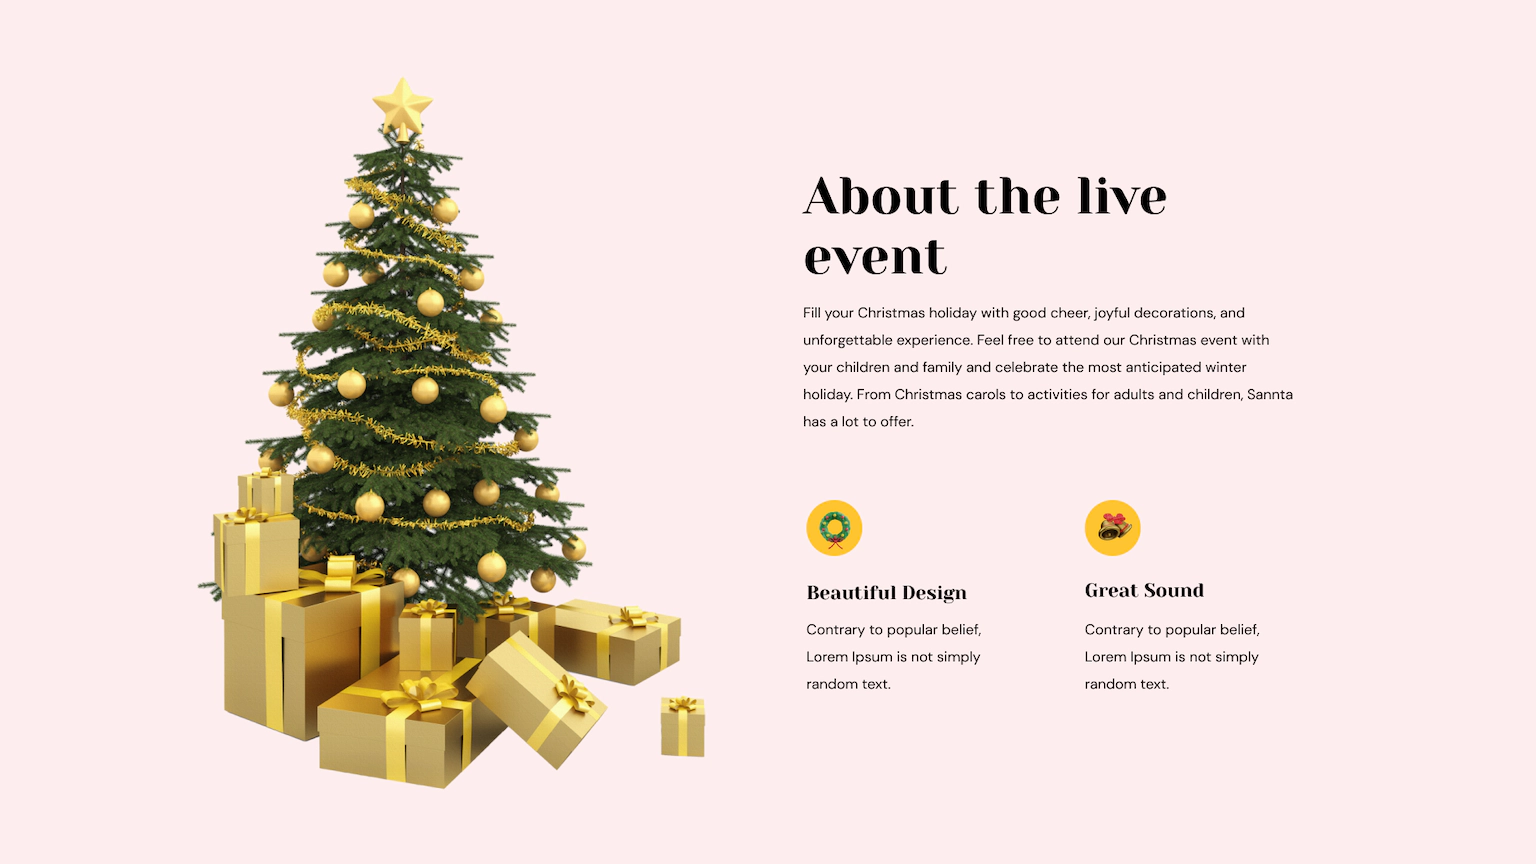 About the live
event
Fill your Christmas holiday with good cheer, joyful decorations, and
unforgettable experience. Feel free to attend our Christmas event with
your children and family and celebrate the most anticipated winter
holiday. From Christmas carols to activities for adults and children, Sannta
has a lot to offer.
Beautiful Design
Contrary to popular belief,
Lorem Ipsum is not simply
random text.
Great Sound
Contrary to popular belief,
Lorem Ipsum is not simply
random text.